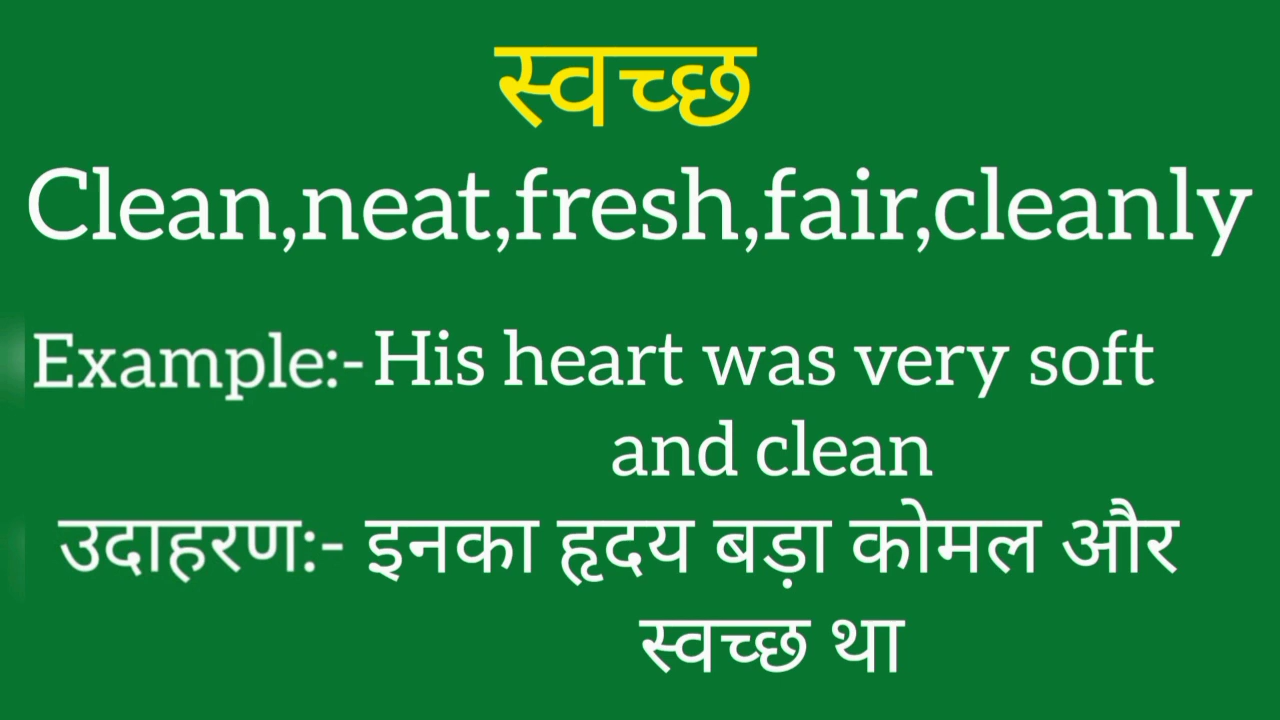 स्वच्छ
Clean,neat,fresh,fair,cleanly
Example:- His heart was very soft
and clean
उदाहरण:- इनका हृदय बड़ा कोमल और
स्वच्छ था